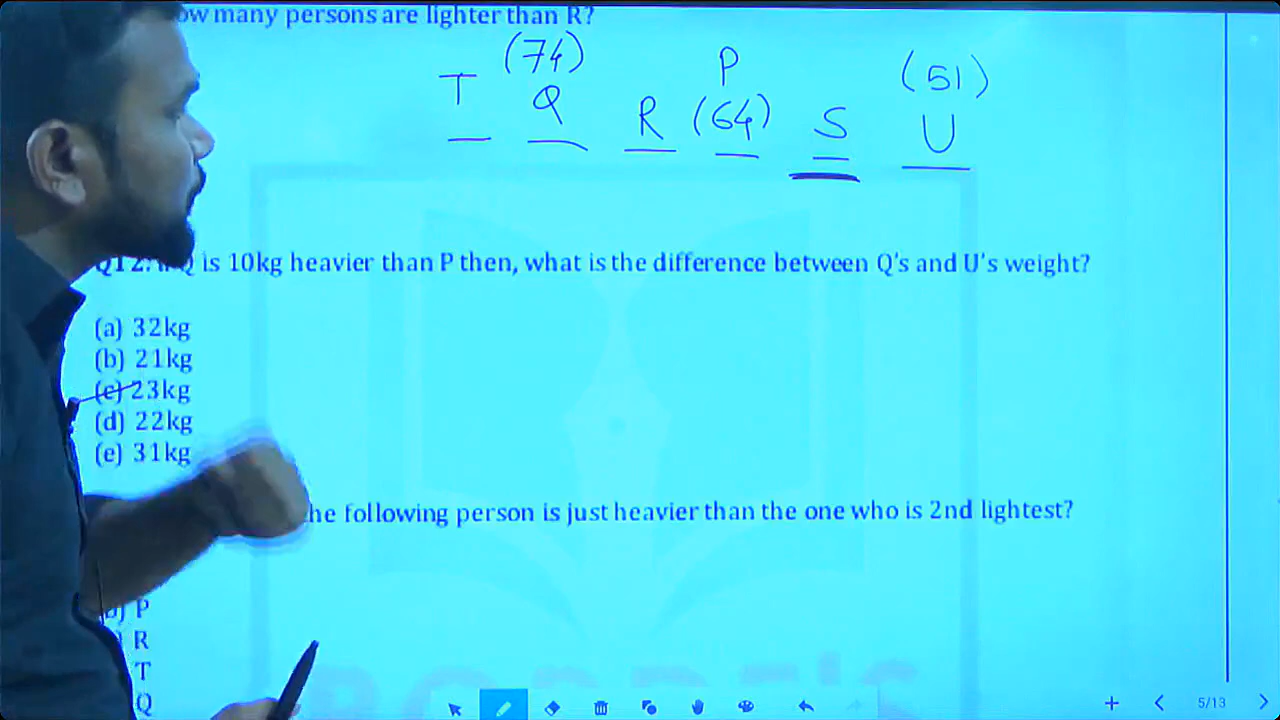 ow many persons are lighter than R?
(74) P (51)
T Q R (64) S U
Q12. If Q is 10kg heavier than P then, what is the difference between Q's and U's weight?
(a) 32kg
(b) 21kg
(c) 23kg
(d) 22kg
(e) 31kg
he following person is just heavier than the one who is 2nd lightest?
(b) P
R
T
Q
5/13